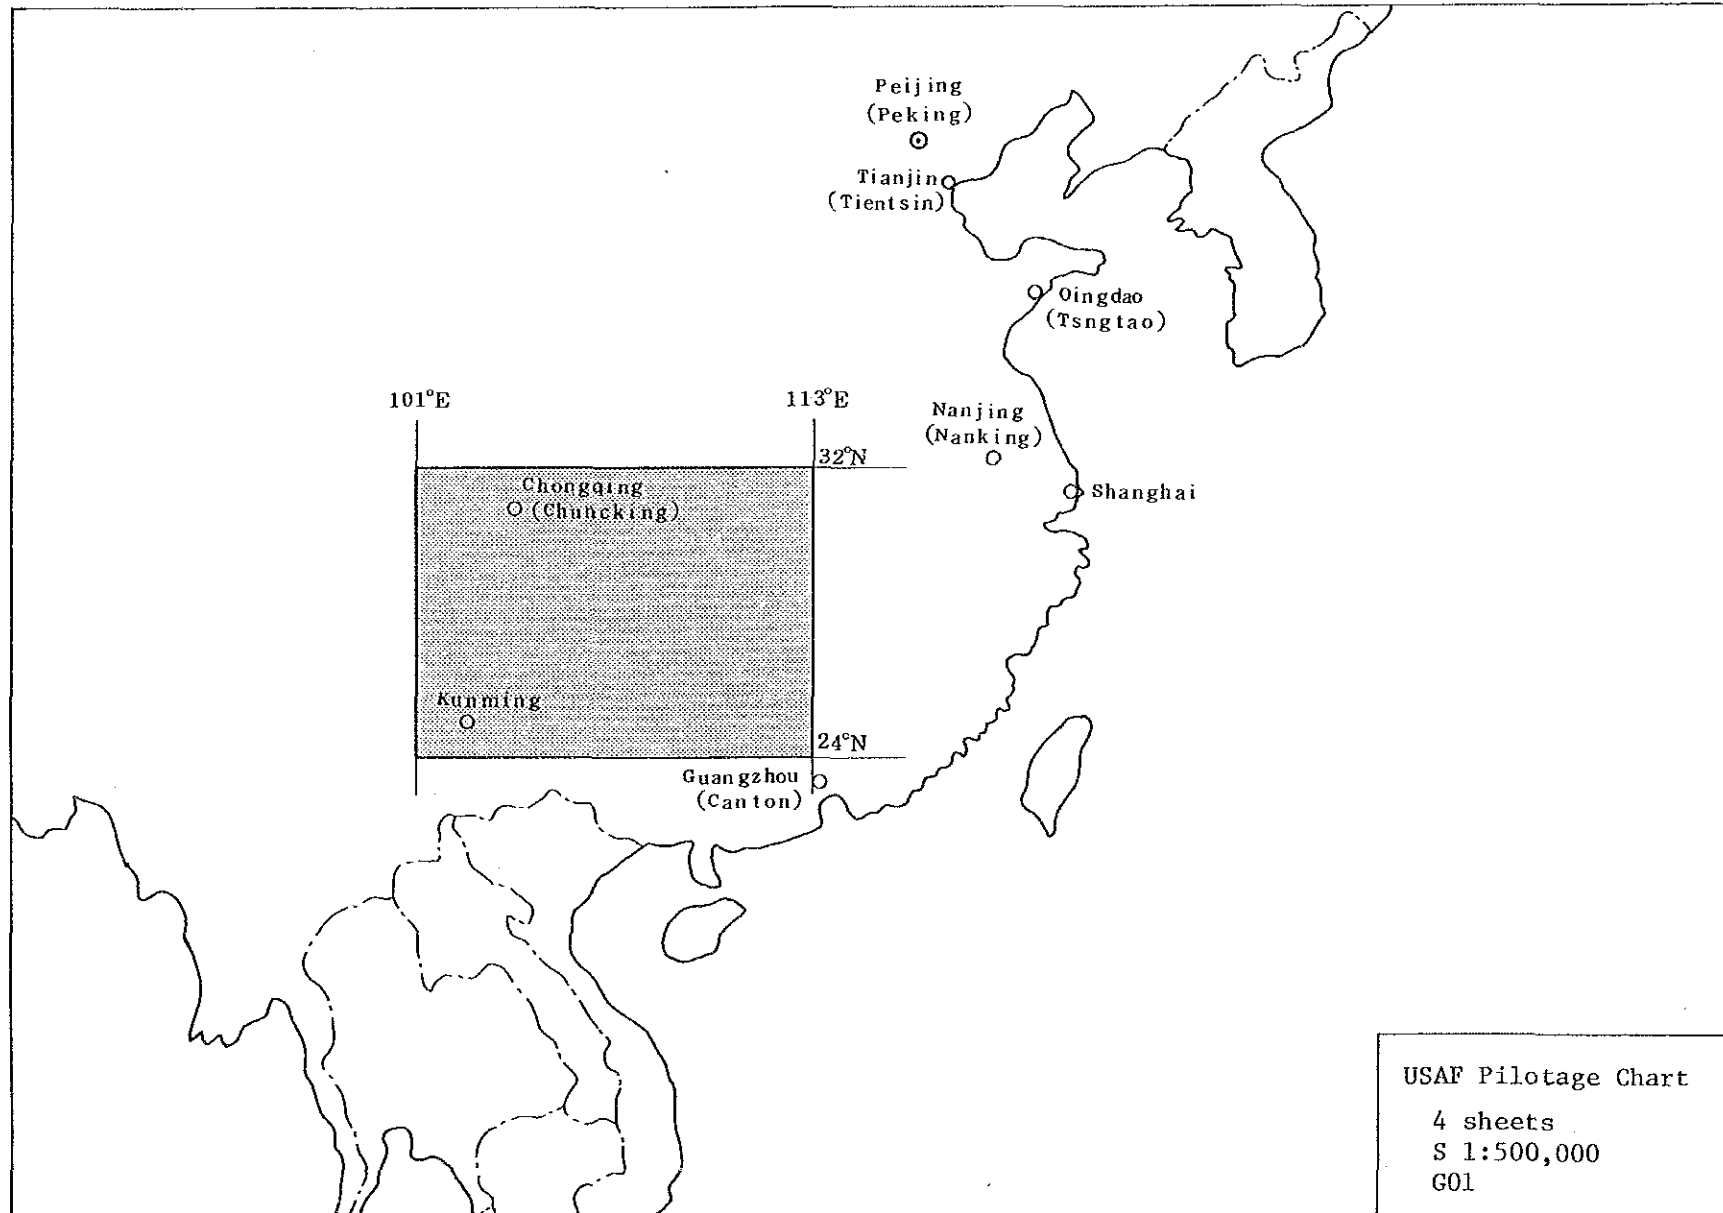 Peijing
(Peking)
Tianjin
(Tientsin)
Oingdao
(Tsngtao)
101°E
113°E
Nanjing
(Nanking)
32°N
Chongqing
(Chuncking)
Shanghai
Kunming
24°N
Guangzhou
(Canton)
USAF Pilotage Chart
4 sheets
S 1:500,000
G01